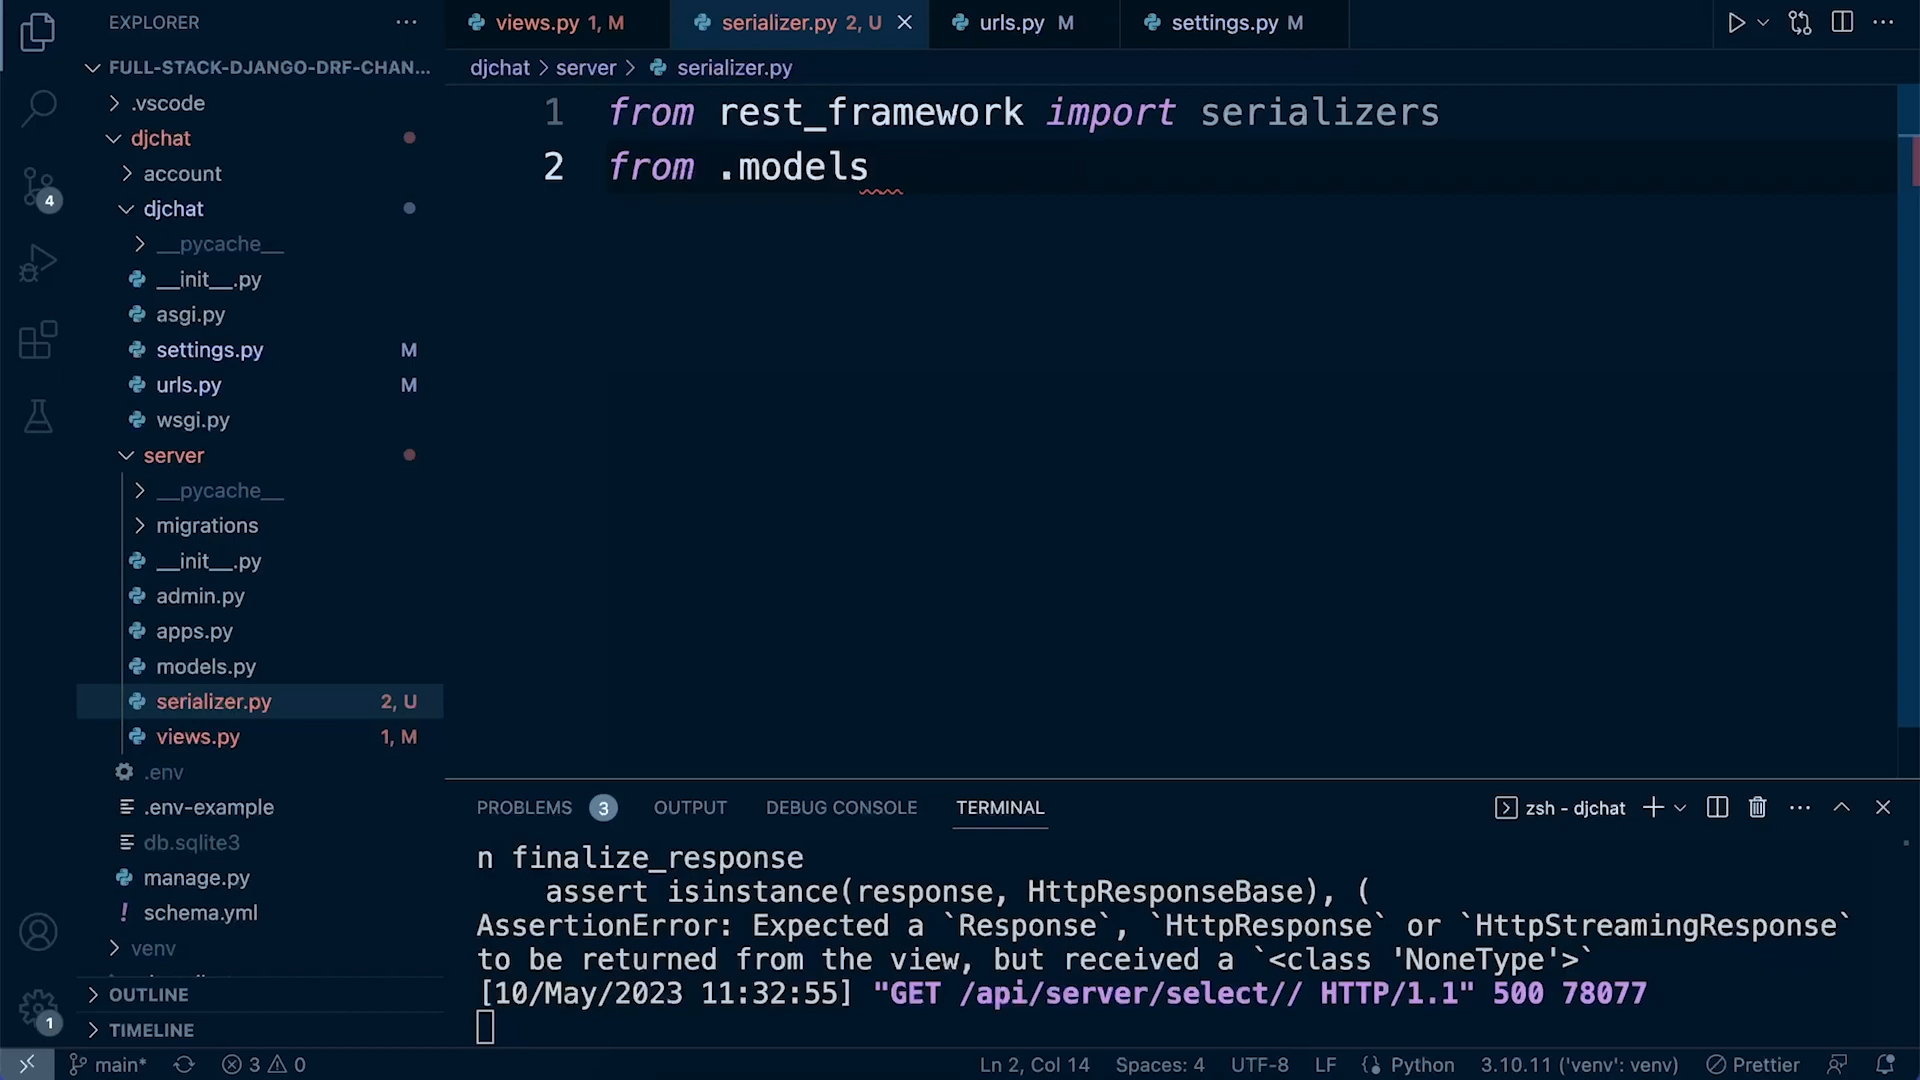 EXPLORER
FULL-STACK-DJANGO-DRF-CHAN...
.vscode
djchat
account
djchat
__pycache__
__init__.py
asgi.py
settings.py M
urls.py M
wsgi.py
server
__pycache__
migrations
__init__.py
admin.py
apps.py
models.py
serializer.py 2, U
views.py 1, M
.env
.env-example
db.sqlite3
manage.py
schema.yml
venv
OUTLINE
TIMELINE
4
1
views.py 1, M
serializer.py 2, U
urls.py M
settings.py M
djchat > server > serializer.py
1 from rest_framework import serializers
2 from .models
PROBLEMS 3 OUTPUT DEBUG CONSOLE TERMINAL
zsh - djchat
n finalize_response
assert isinstance(response, HttpResponseBase), (
AssertionError: Expected a `Response`, `HttpResponse` or `HttpStreamingResponse`
to be returned from the view, but received a `<class 'NoneType'>`
[10/May/2023 11:32:55] "GET /api/server/select// HTTP/1.1" 500 78077
main* 3 0 Ln 2, Col 14 Spaces: 4 UTF-8 LF Python 3.10.11 ('venv': venv) Prettier